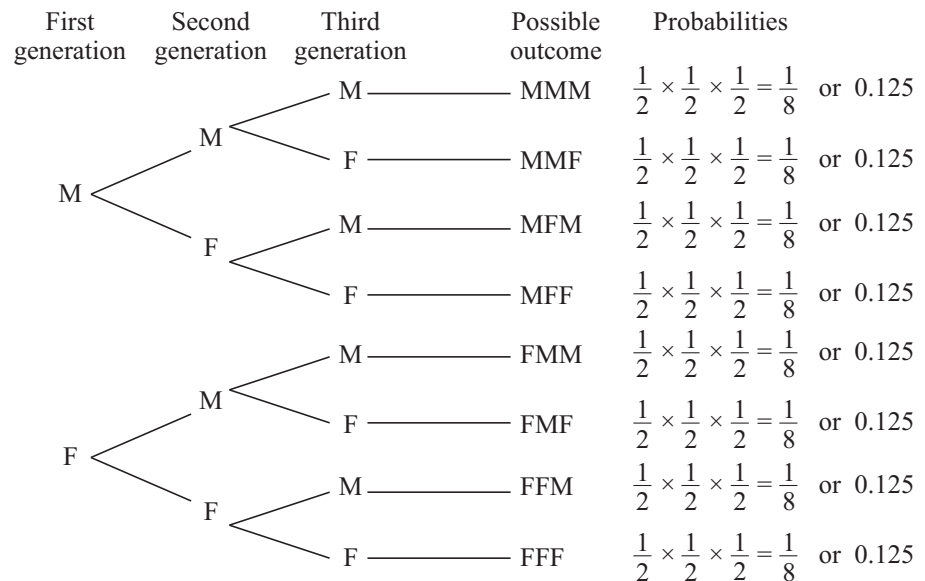 First generation Second generation Third generation Possible outcome Probabilities
M MMM 1/2 × 1/2 × 1/2 = 1/8 or 0.125
M
F MMF 1/2 × 1/2 × 1/2 = 1/8 or 0.125
M
M MFM 1/2 × 1/2 × 1/2 = 1/8 or 0.125
F
F MFF 1/2 × 1/2 × 1/2 = 1/8 or 0.125
M FMM 1/2 × 1/2 × 1/2 = 1/8 or 0.125
M
F FMF 1/2 × 1/2 × 1/2 = 1/8 or 0.125
F
M FFM 1/2 × 1/2 × 1/2 = 1/8 or 0.125
F
F FFF 1/2 × 1/2 × 1/2 = 1/8 or 0.125